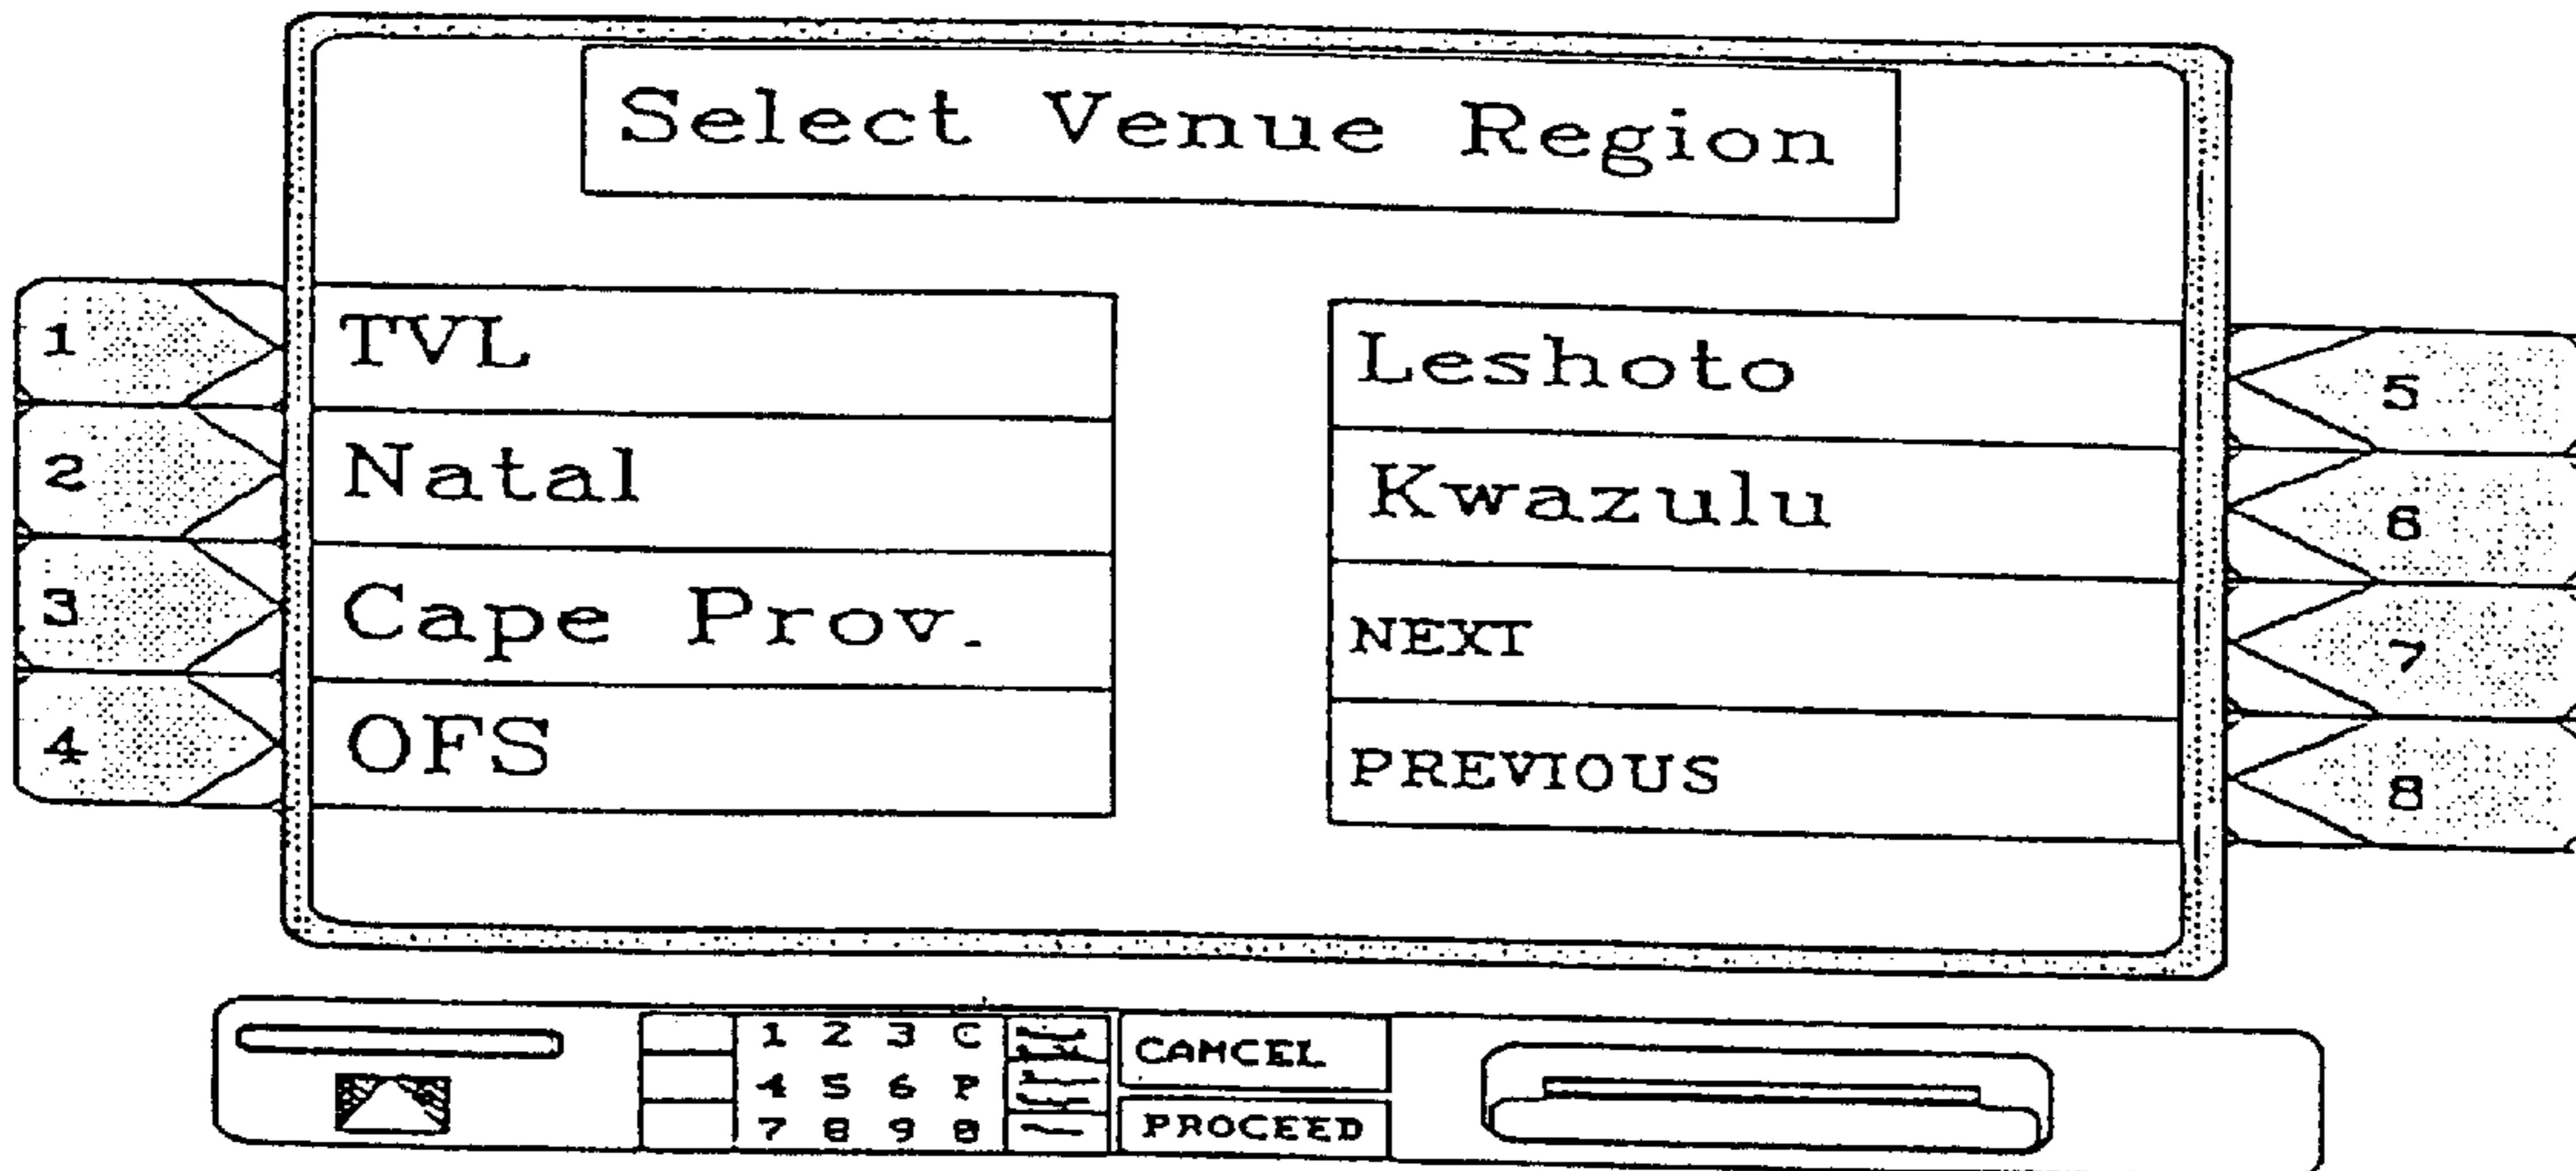 Select Venue Region
1 TVL
2 Natal
3 Cape Prov.
4 OFS
Leshoto 5
Kwazulu 6
NEXT 7
PREVIOUS 8
1 2 3 C
4 5 6 P
7 8 9 0
CAMCEL
PROCEED